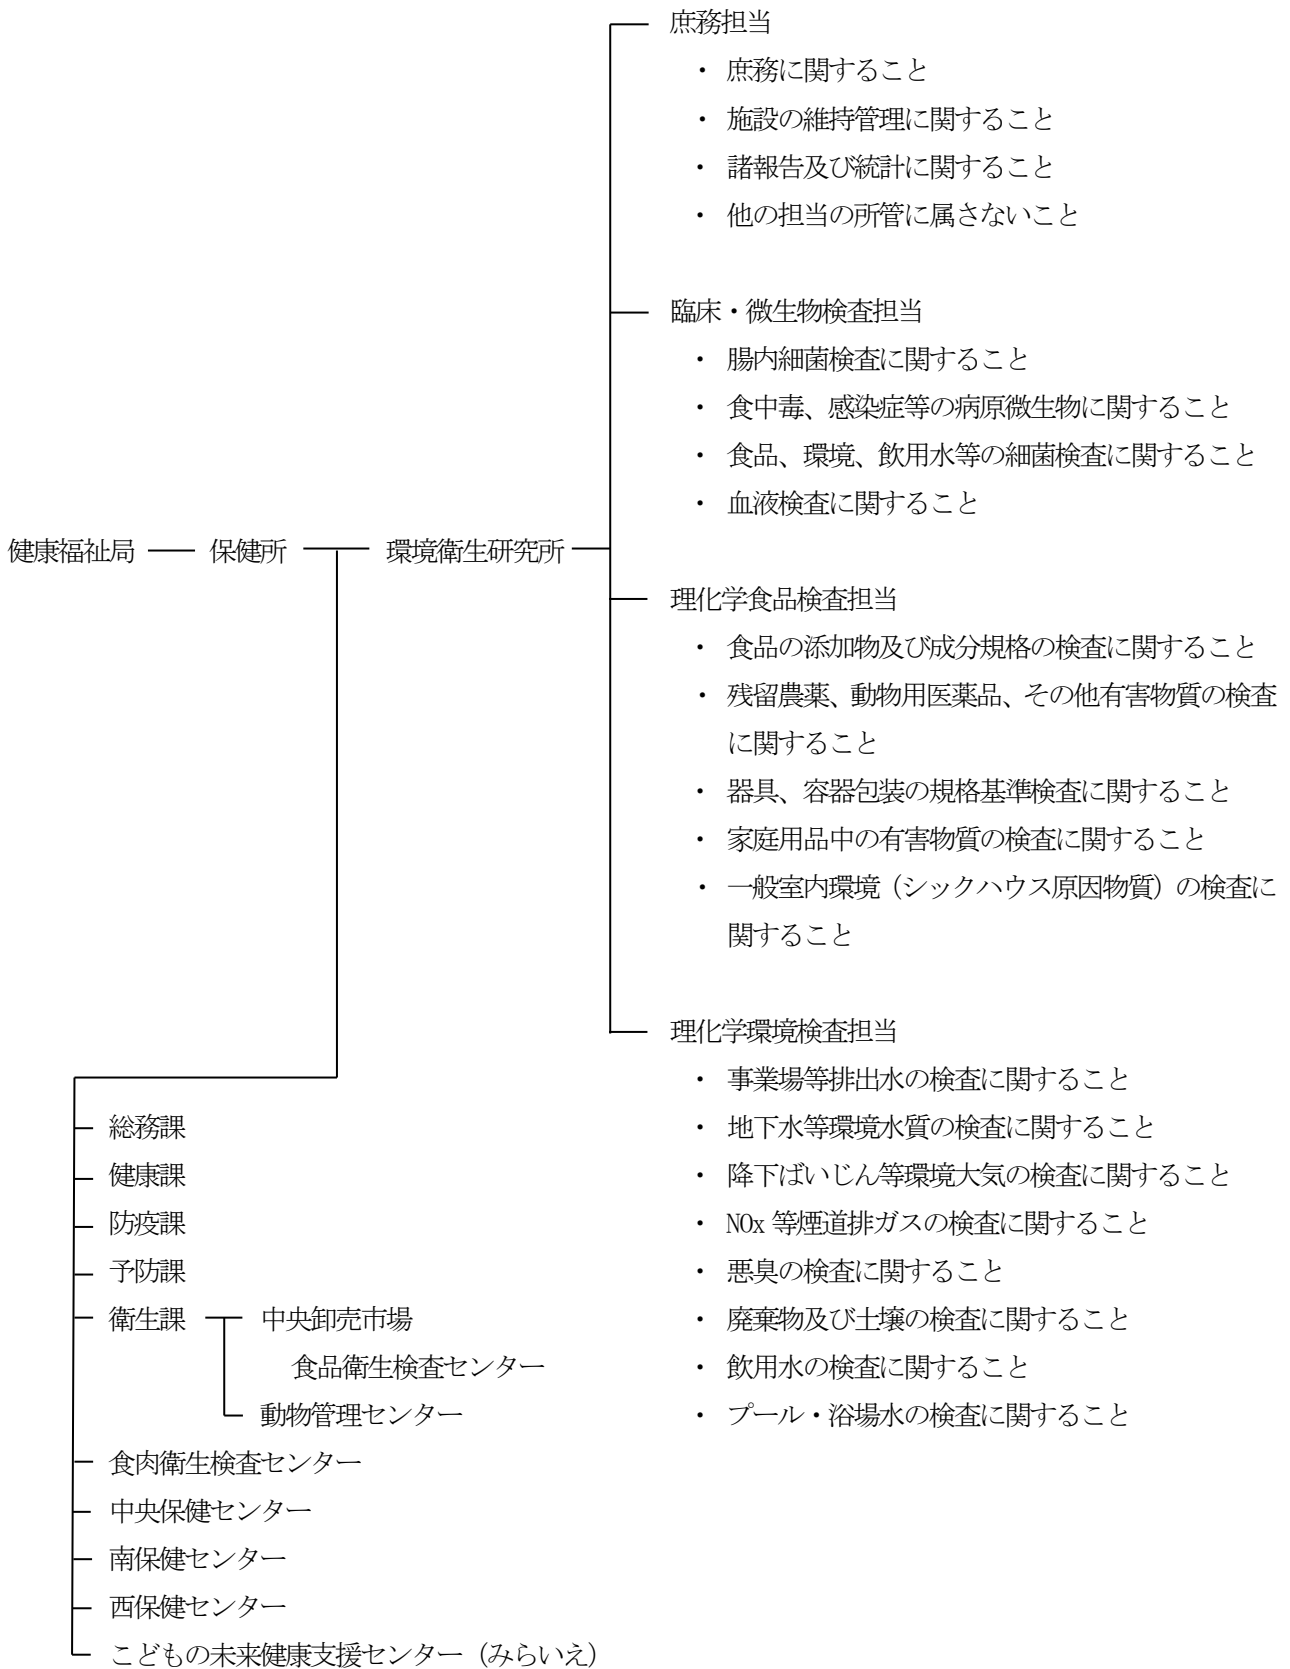 庶務担当
・ 庶務に関すること
・ 施設の維持管理に関すること
・ 諸報告及び統計に関すること
・ 他の担当の所管に属さないこと
臨床・微生物検査担当
・ 腸内細菌検査に関すること
・ 食中毒、感染症等の病原微生物に関すること
・ 食品、環境、飲用水等の細菌検査に関すること
・ 血液検査に関すること
健康福祉局 保健所 環境衛生研究所
理化学食品検査担当
・ 食品の添加物及び成分規格の検査に関すること
・ 残留農薬、動物用医薬品、その他有害物質の検査
に関すること
・ 器具、容器包装の規格基準検査に関すること
・ 家庭用品中の有害物質の検査に関すること
・ 一般室内環境（シックハウス原因物質）の検査に
関すること
理化学環境検査担当
・ 事業場等排出水の検査に関すること
・ 地下水等環境水質の検査に関すること
・ 降下ばいじん等環境大気の検査に関すること
・ NOx 等煙道排ガスの検査に関すること
・ 悪臭の検査に関すること
・ 廃棄物及び土壌の検査に関すること
・ 飲用水の検査に関すること
・ プール・浴場水の検査に関すること
総務課
健康課
防疫課
予防課
衛生課 中央卸売市場
食品衛生検査センター
動物管理センター
食肉衛生検査センター
中央保健センター
南保健センター
西保健センター
こどもの未来健康支援センター（みらいえ）